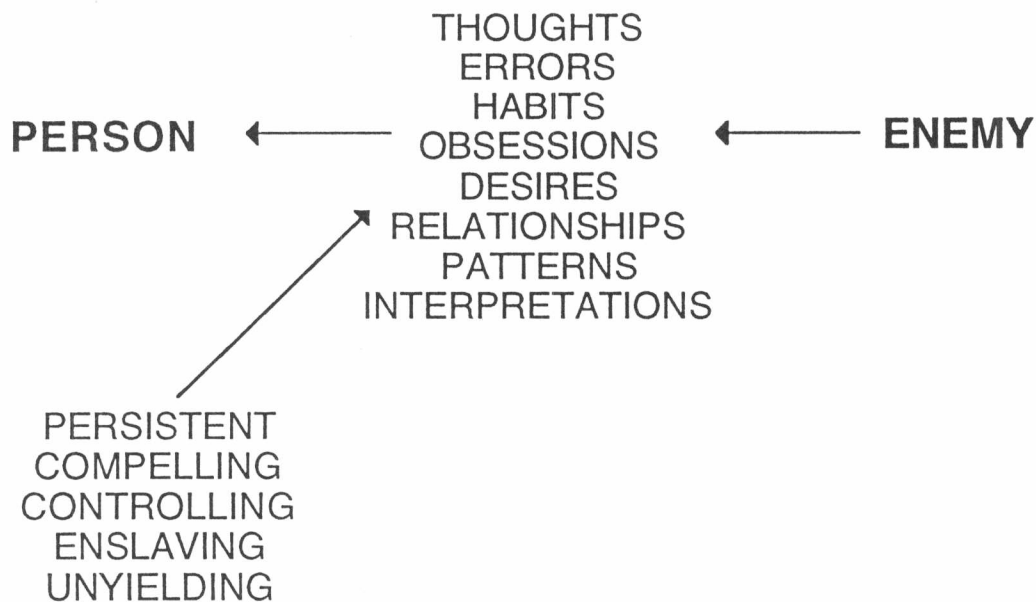 THOUGHTS
ERRORS
HABITS
PERSON
OBSESSIONS
ENEMY
DESIRES
RELATIONSHIPS
PATTERNS
INTERPRETATIONS
PERSISTENT
COMPELLING
CONTROLLING
ENSLAVING
UNYIELDING